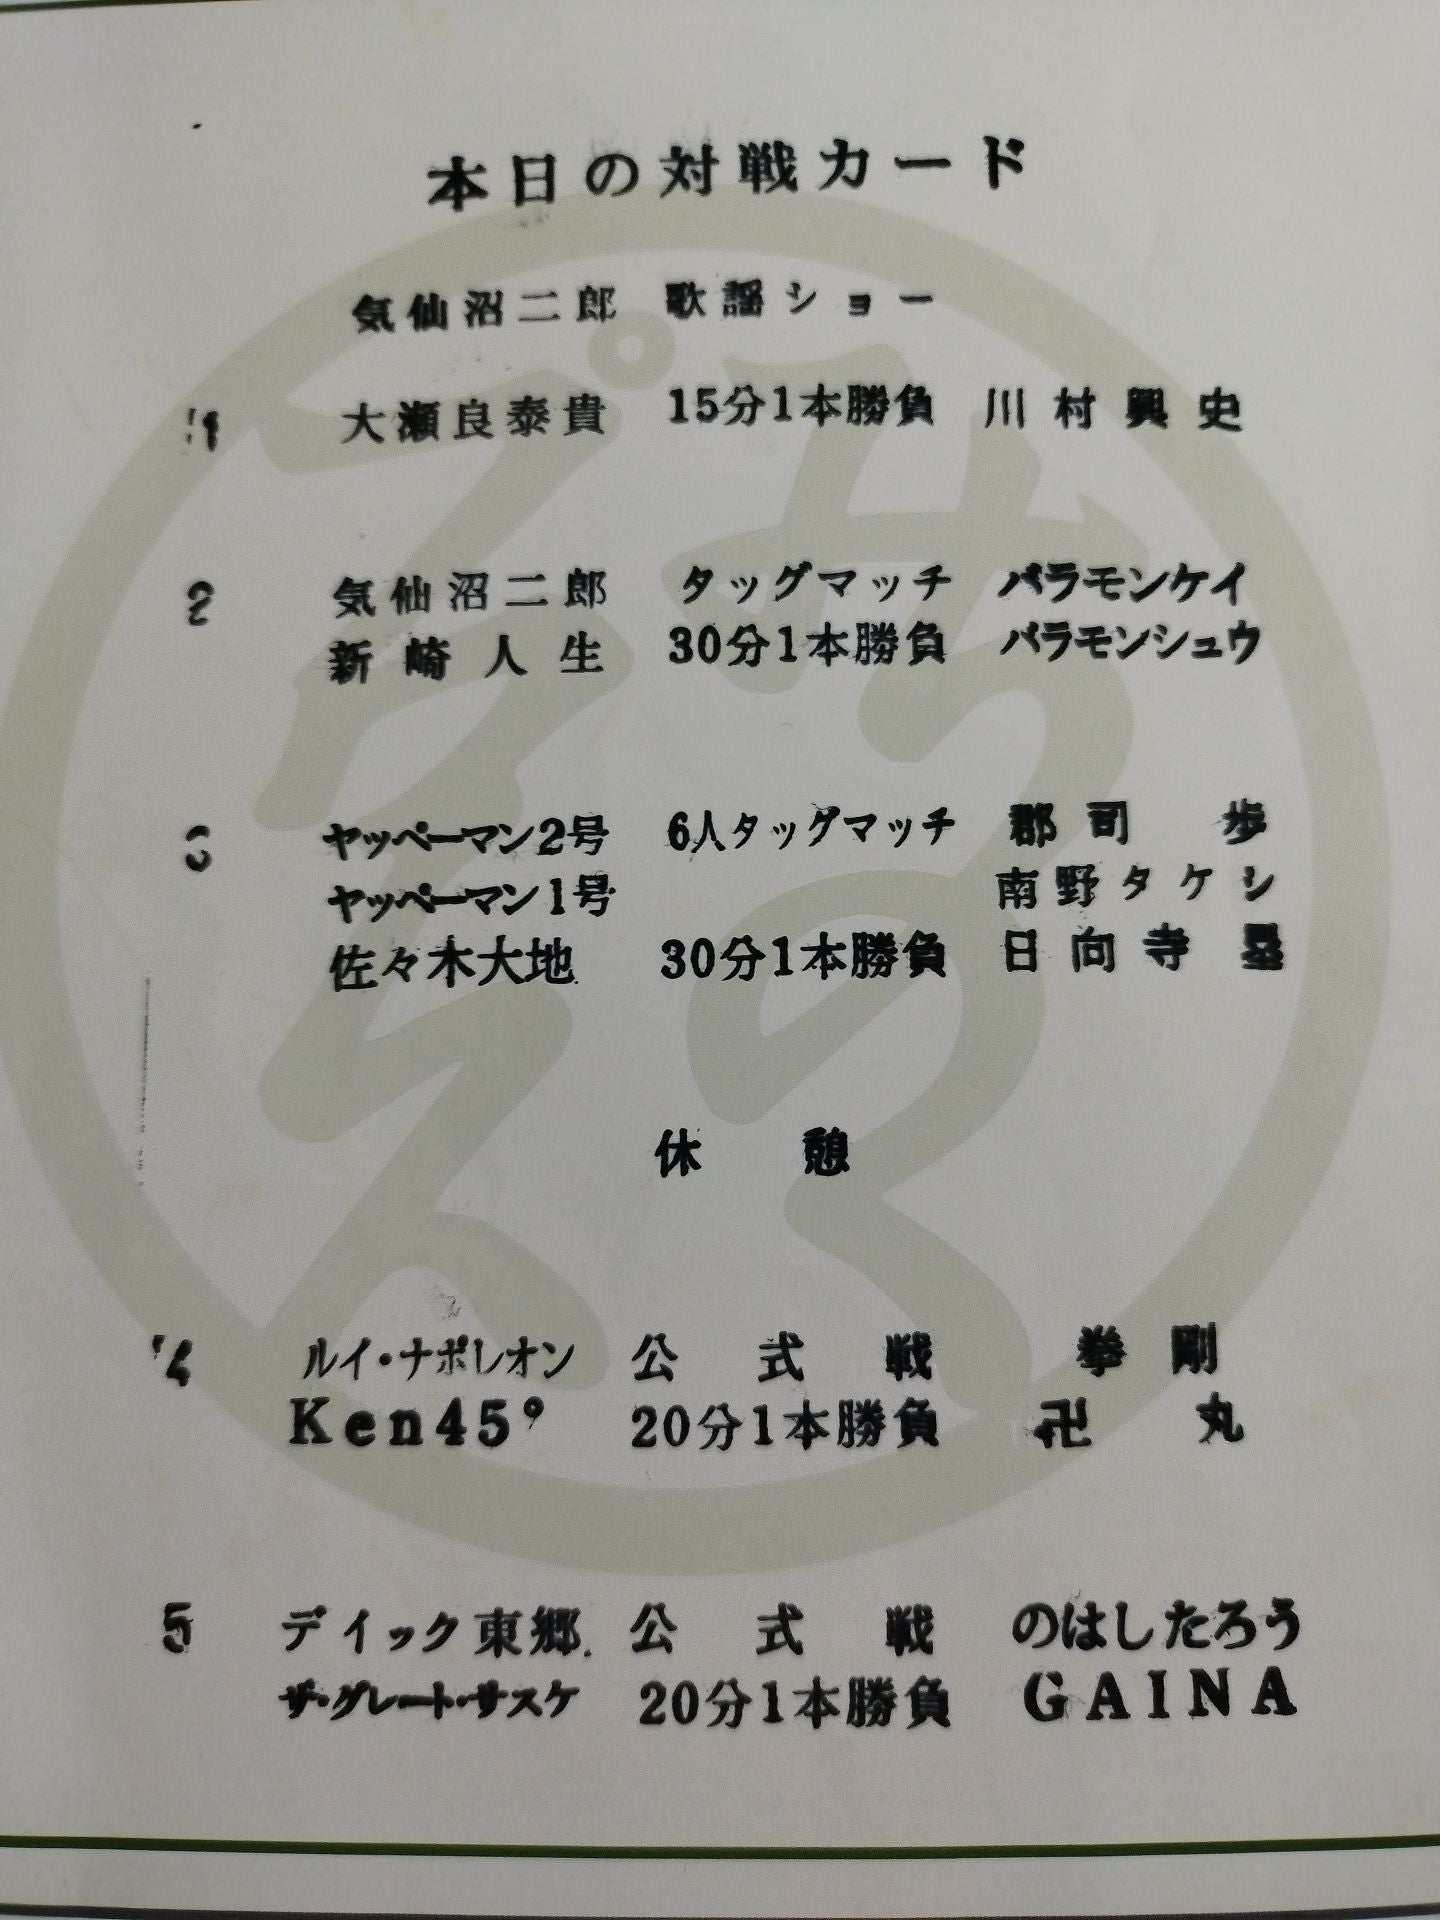 本日の対戦カード
気仙沼二郎 歌謡ショー
1 大瀬良泰貴 15分1本勝負 川村興史
2 気仙沼二郎 タッグマッチ バラモンケイ
新崎人生 30分1本勝負 バラモンシュウ
3 ヤッペーマン2号 6人タッグマッチ 郡司 歩
ヤッペーマン1号 南野タケシ
佐々木大地 30分1本勝負 日向寺塁
休憩
4 ルイ・ナポレオン 公式戦 拳剛
Ken45° 20分1本勝負 卍丸
5 ディック東郷 公式戦 のはしたろう
ザ・グレート・サスケ 20分1本勝負 GAINA
みちのく
プロレス